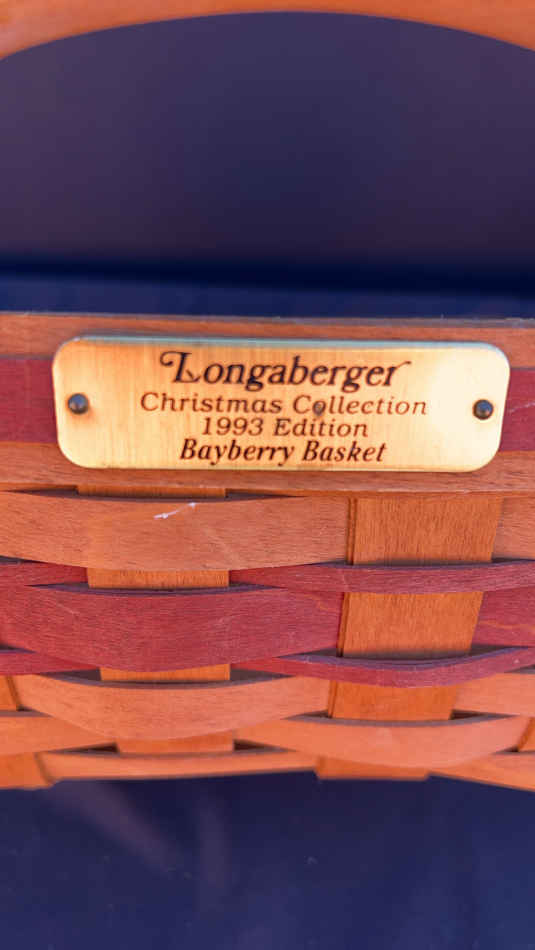 Longaberger
Christmas Collection
1993 Edition
Bayberry Basket